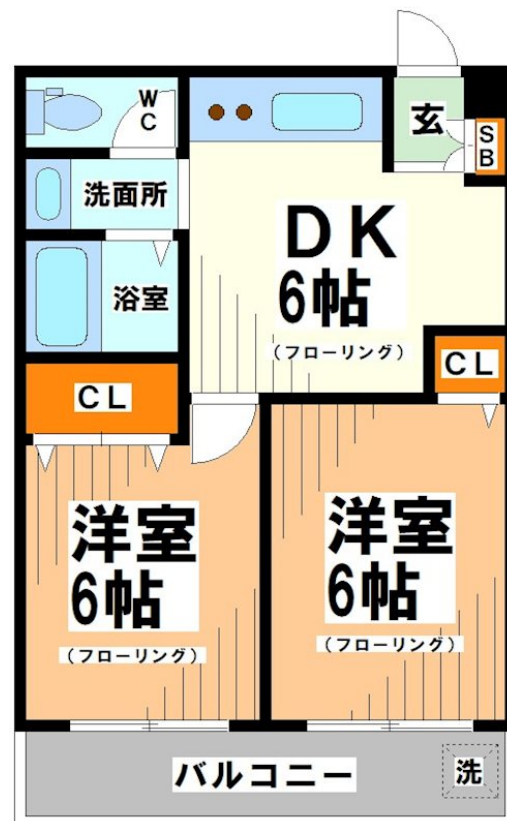 WC
玄
SB
洗面所
DK
6帖
(フローリング)
浴室
CL
CL
洋室
6帖
(フローリング)
洋室
6帖
(フローリング)
バルコニー
洗